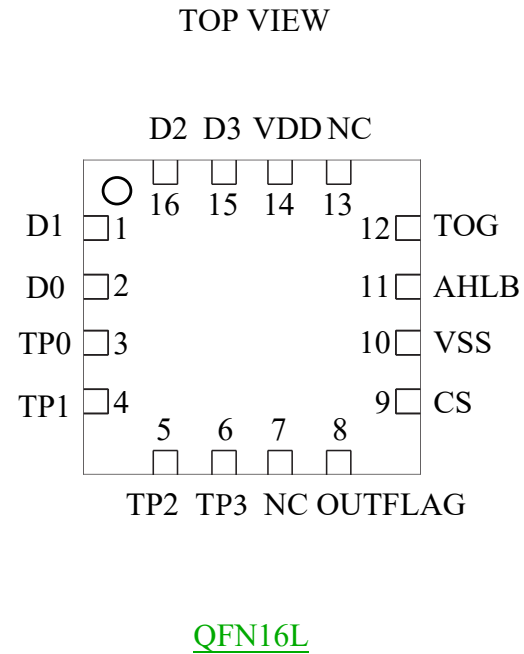 TOP VIEW
D2 D3 VDD NC
16 15 14 13
D1 1 12 TOG
D0 2 11 AHLB
TP0 3 10 VSS
TP1 4 9 CS
5 6 7 8
TP2 TP3 NC OUTFLAG
QFN16L